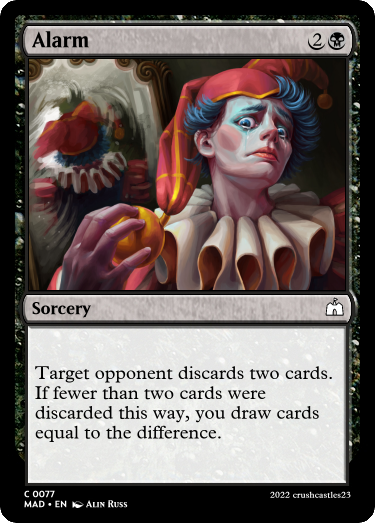 Alarm 2
Sorcery
Target opponent discards two cards.
If fewer than two cards were
discarded this way, you draw cards
equal to the difference.
C 0077
MAD • EN Alin Russ
2022 crushcastles23